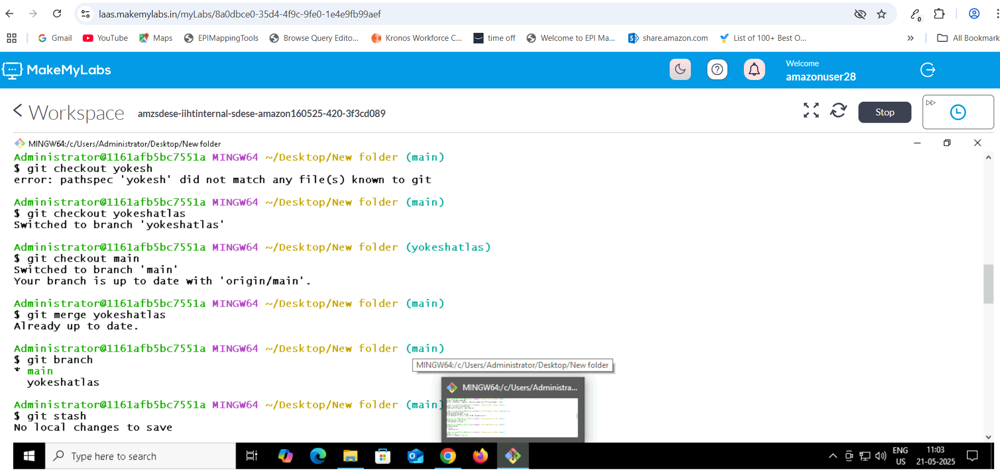 laas.makemylabs.in/myLabs/8a0dbce0-35d4-4f9c-9fe0-1e4e9fb99aef
0
Gmail YouTube Maps EPIMappingTools Browse Query Edito... Kronos Workforce C... time off Welcome to EPI Ma... share.amazon.com List of 100+ Best O... » All Bookmark
MakeMyLabs
Welcome
amazonuser28
Workspace amzsdese-iihtinternal-sdese-amazon160525-420-3f3cd089
Stop
MINGW64:/c/Users/Administrator/Desktop/New folder
Administrator@1161afb5bc7551a MINGW64 ~/Desktop/New folder (main)
$ git checkout yokesh
error: pathspec 'yokesh' did not match any file(s) known to git
Administrator@1161afb5bc7551a MINGW64 ~/Desktop/New folder (main)
$ git checkout yokeshatlas
Switched to branch 'yokeshatlas'
Administrator@1161afb5bc7551a MINGW64 ~/Desktop/New folder (yokeshatlas)
$ git checkout main
Switched to branch 'main'
Your branch is up to date with 'origin/main'.
Administrator@1161afb5bc7551a MINGW64 ~/Desktop/New folder (main)
$ git merge yokeshatlas
Already up to date.
Administrator@1161afb5bc7551a MINGW64 ~/Desktop/New folder (main)
$ git branch
* main
yokeshatlas
MINGW64:/c/Users/Administrator/Desktop/New folder
MINGW64:/c/Users/Administra...
Administrator@1161afb5bc7551a MINGW64 ~/Desktop/New folder (main)
$ git stash
No local changes to save
Type here to search
ENG
US
11:03
21-05-2025